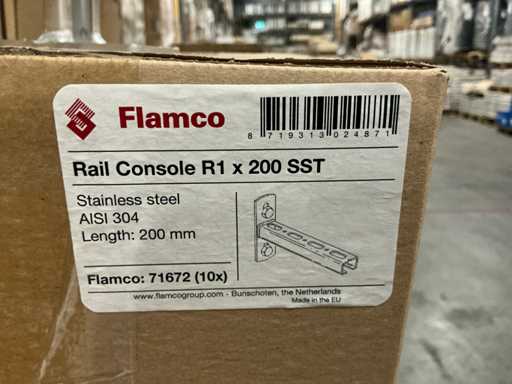 Flamco
8 719313 024871
Rail Console R1 x 200 SST
Stainless steel
AISI 304
Length: 200 mm
Flamco: 71672 (10x)
www.flamcogroup.com - Bunschoten, the Netherlands
Made in the EU